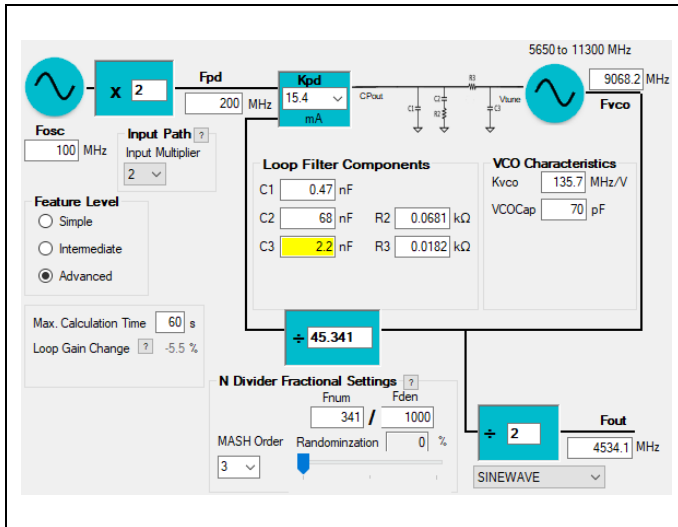 5650 to 11300 MHz
x 2
Fpd
200 MHz
Kpd
15.4
mA
CPout
C1
C2
R2
R3
C3
Vtune
9068.2 MHz
Fvco
Fosc
100 MHz
Input Path ?
Input Multiplier
2
Feature Level
Simple
Intermediate
Advanced
Loop Filter Components
C1 0.47 nF
C2 68 nF R2 0.0681 kΩ
C3 2.2 nF R3 0.0182 kΩ
VCO Characteristics
Kvco 135.7 MHz/V
VCOCap 70 pF
Max. Calculation Time 60 s
Loop Gain Change ? -5.5 %
÷ 45.341
N Divider Fractional Settings ?
Fnum Fden
341 / 1000
MASH Order Randominzation 0 %
3
÷ 2
Fout
4534.1 MHz
SINEWAVE